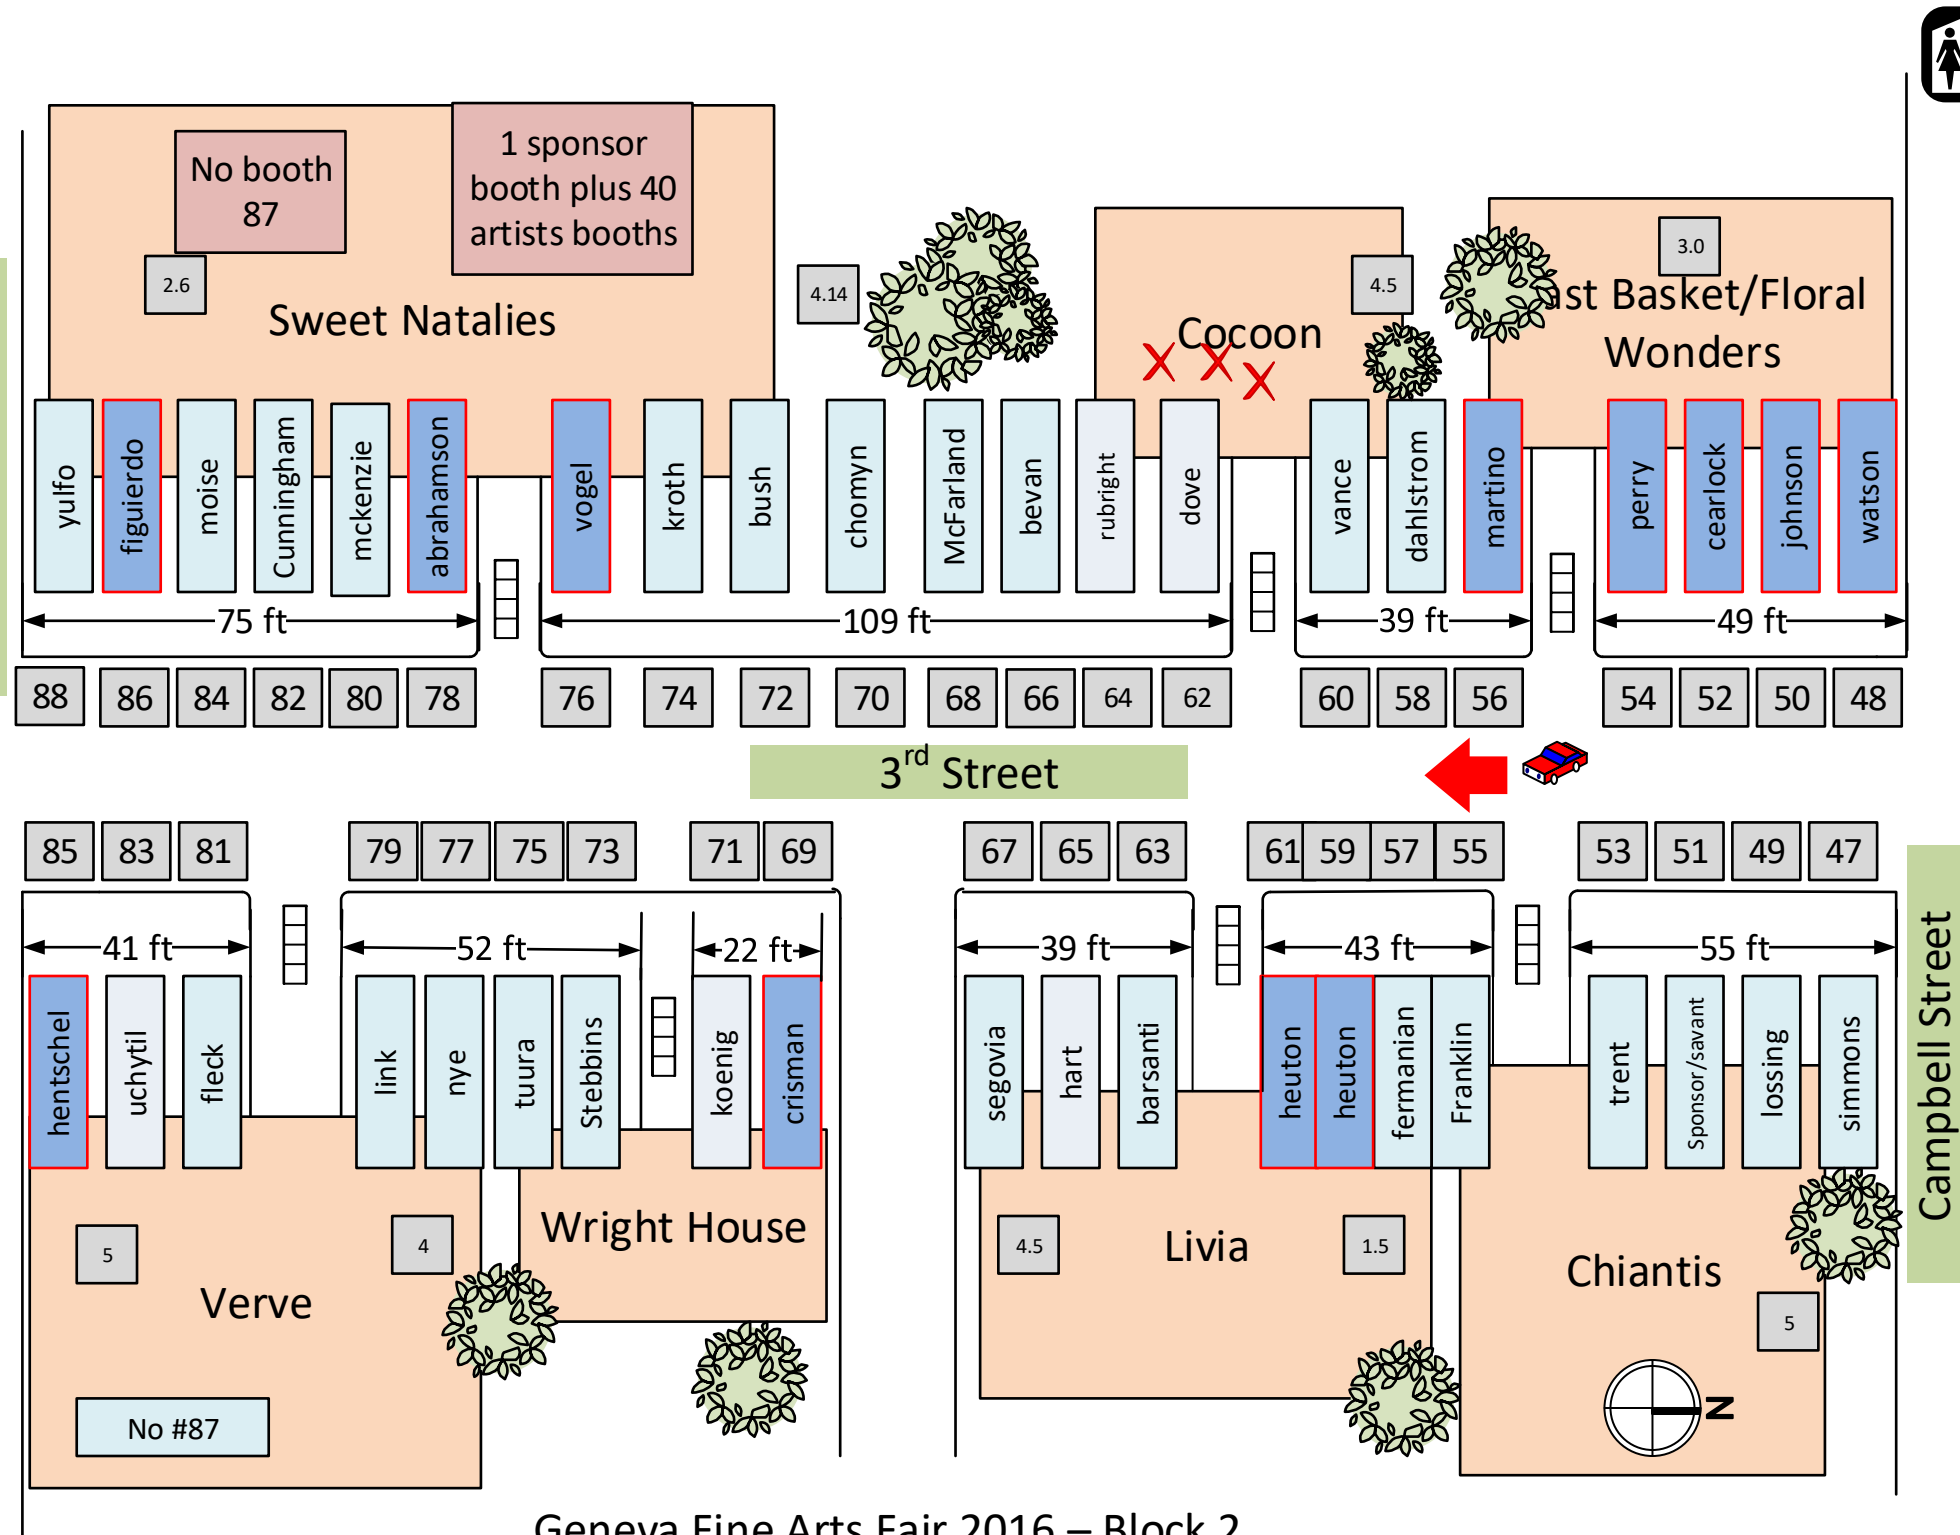 No booth
87
1 sponsor
booth plus 40
artists booths
2.6
Sweet Natalies
4.14
Cocoon
4.5
3.0
st Basket/Floral
Wonders
yulfo
figuierdo
moise
Cunningham
mckenzie
abrahamson
vogel
kroth
bush
chomyn
McFarland
bevan
rubright
dove
vance
dahlstrom
martino
perry
cearlock
johnson
watson
75 ft
109 ft
39 ft
49 ft
88
86
84
82
80
78
76
74
72
70
68
66
64
62
60
58
56
54
52
50
48
3rd Street
85
83
81
79
77
75
73
71
69
67
65
63
61
59
57
55
53
51
49
47
41 ft
52 ft
22 ft
39 ft
43 ft
55 ft
hentschel
uchytil
fleck
link
nye
tuura
Stebbins
koenig
crisman
segovia
hart
barsanti
heuton
heuton
fermanian
Franklin
trent
Sponsor/savant
lossing
simmons
Campbell Street
5
4
Verve
Wright House
4.5
Livia
1.5
Chiantis
5
N
No #87
Geneva Fine Arts Fair 2016 – Block 2